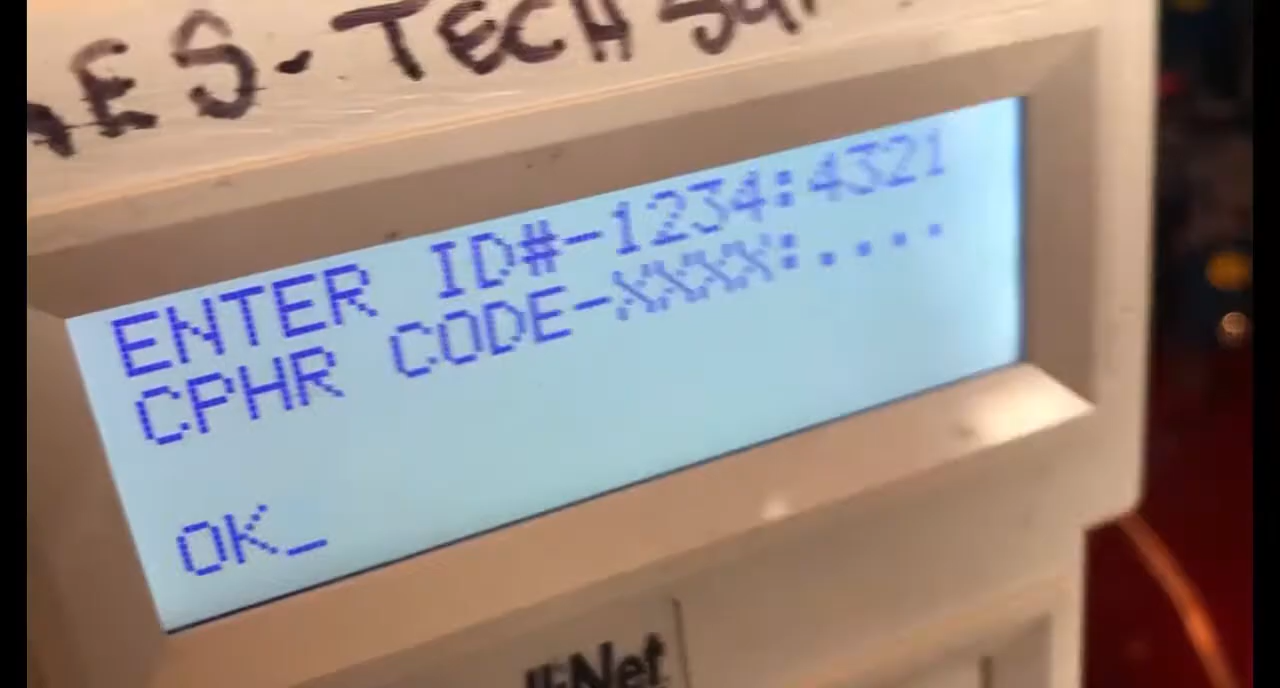 ES-TECH
ENTER ID#-1234:4321
CPHR CODE-XXXX:....
OK_